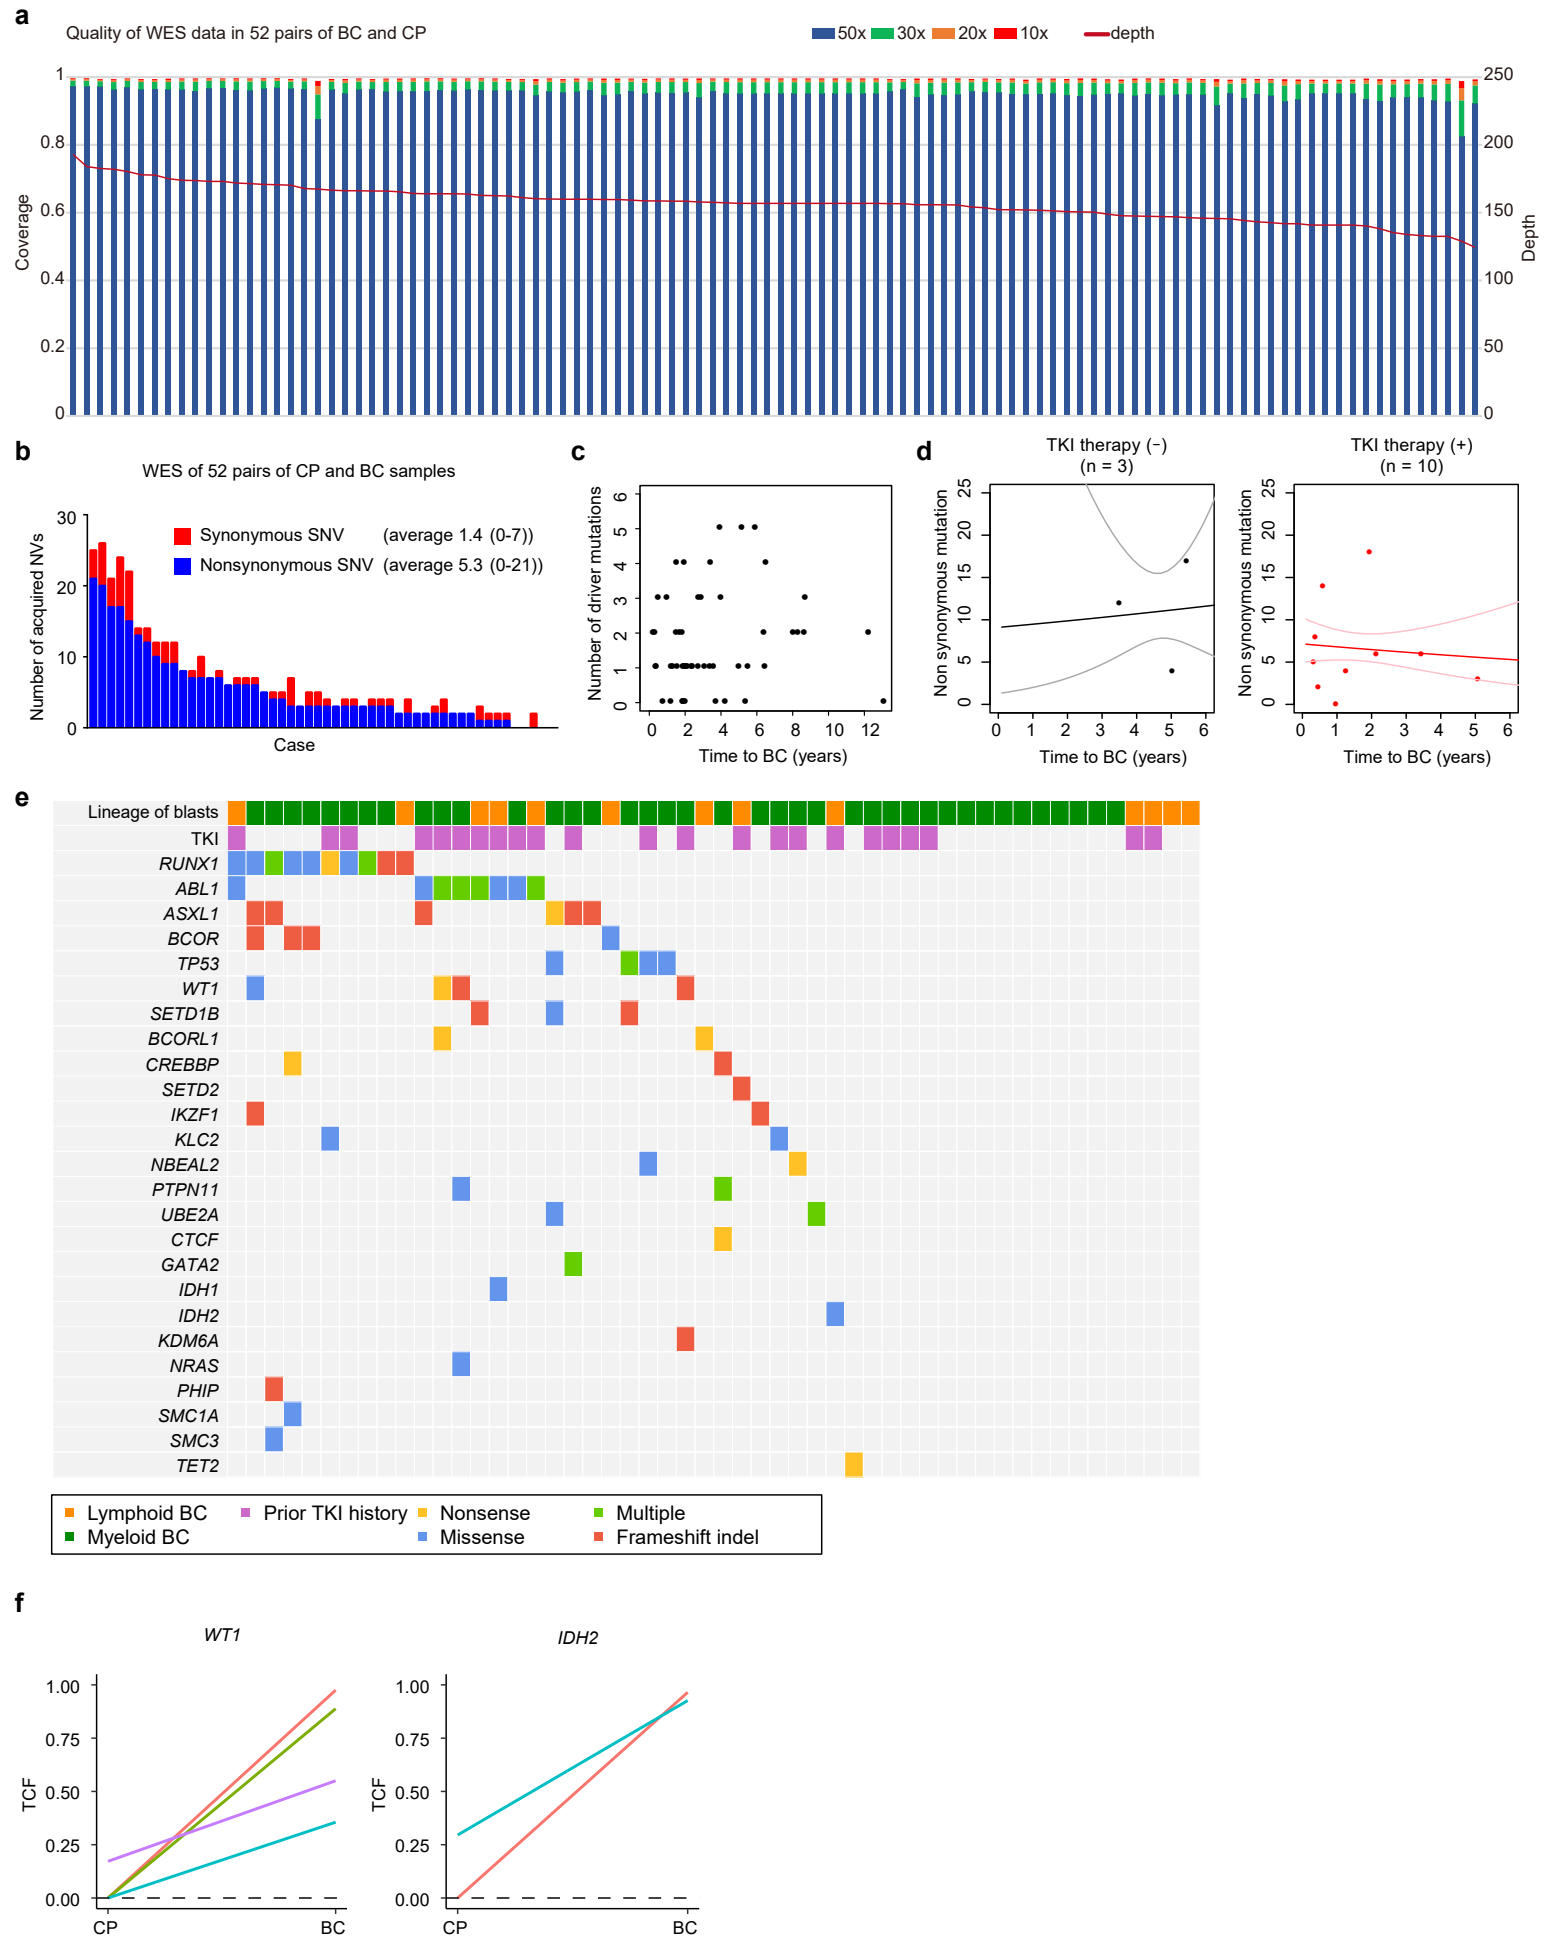 a
Quality of WES data in 52 pairs of BC and CP
50x 30x 20x 10x depth
1 250
0.8 200
0.6 150
0.4 100
0.2 50
0 0
Coverage
Depth
b
WES of 52 pairs of CP and BC samples
Synonymous SNV (average 1.4 (0-7))
Nonsynonymous SNV (average 5.3 (0-21))
Number of acquired NVs
30
20
10
0
Case
c
Number of driver mutations
6
5
4
3
2
1
0
0 2 4 6 8 10 12
Time to BC (years)
d
TKI therapy (−)
(n = 3)
Non synonymous mutation
25
20
15
10
5
0
0 1 2 3 4 5 6
Time to BC (years)
TKI therapy (+)
(n = 10)
Non synonymous mutation
25
20
15
10
5
0
0 1 2 3 4 5 6
Time to BC (years)
e
Lineage of blasts
TKI
RUNX1
ABL1
ASXL1
BCOR
TP53
WT1
SETD1B
BCORL1
CREBBP
SETD2
IKZF1
KLC2
NBEAL2
PTPN11
UBE2A
CTCF
GATA2
IDH1
IDH2
KDM6A
NRAS
PHIP
SMC1A
SMC3
TET2
Lymphoid BC Prior TKI history Nonsense Multiple
Myeloid BC Missense Frameshift indel
f
WT1
TCF
1.00
0.75
0.50
0.25
0.00
CP BC
IDH2
TCF
1.00
0.75
0.50
0.25
0.00
CP BC